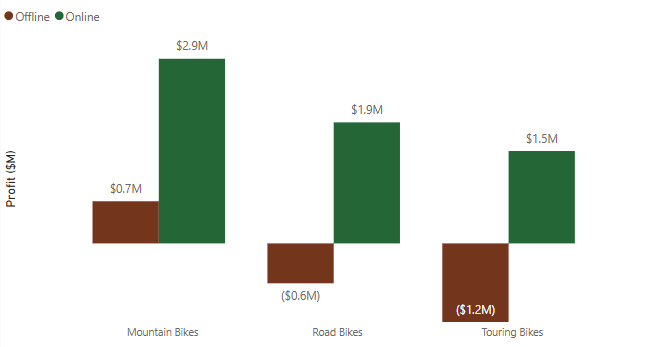 Offline Online
$2.9M
$1.9M
$1.5M
$0.7M
($0.6M)
($1.2M)
Profit ($M)
Mountain Bikes Road Bikes Touring Bikes